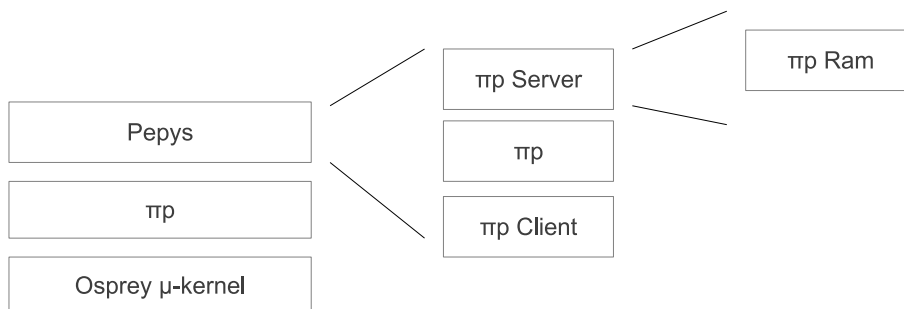 Pepys
πp
Osprey μ-kernel
πp Server
πp
πp Client
πp Ram